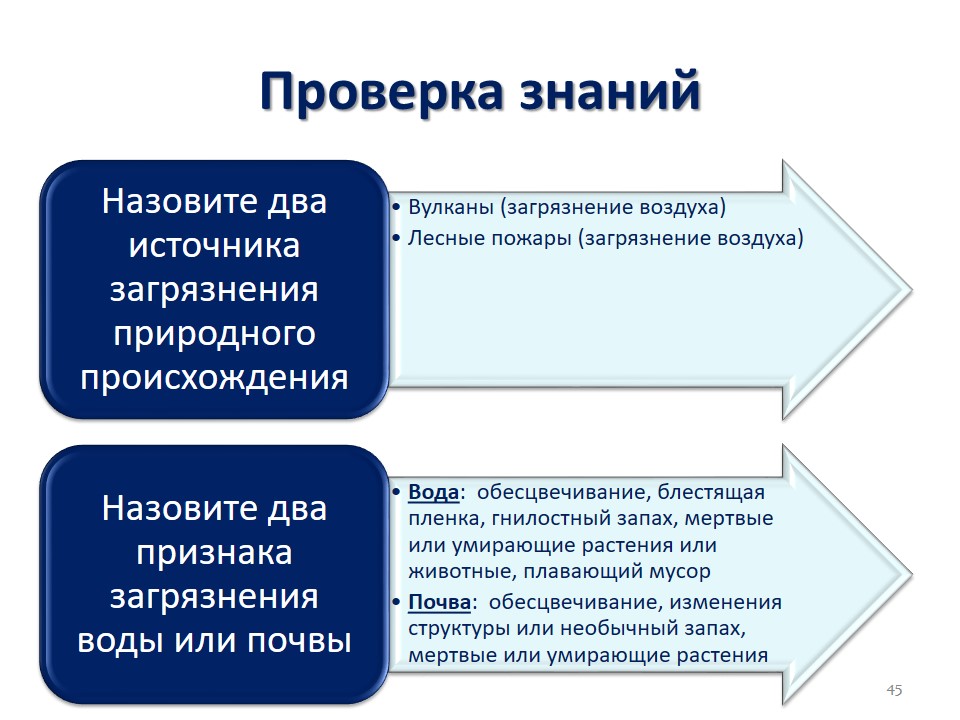 Проверка знаний
Назовите два
источника
загрязнения
природного
происхождения
• Вулканы (загрязнение воздуха)
• Лесные пожары (загрязнение воздуха)
Назовите два
признака
загрязнения
воды или почвы
• Вода:  обесцвечивание, блестящая
пленка, гнилостный запах, мертвые
или умирающие растения или
животные, плавающий мусор
• Почва:  обесцвечивание, изменения
структуры или необычный запах,
мертвые или умирающие растения
45